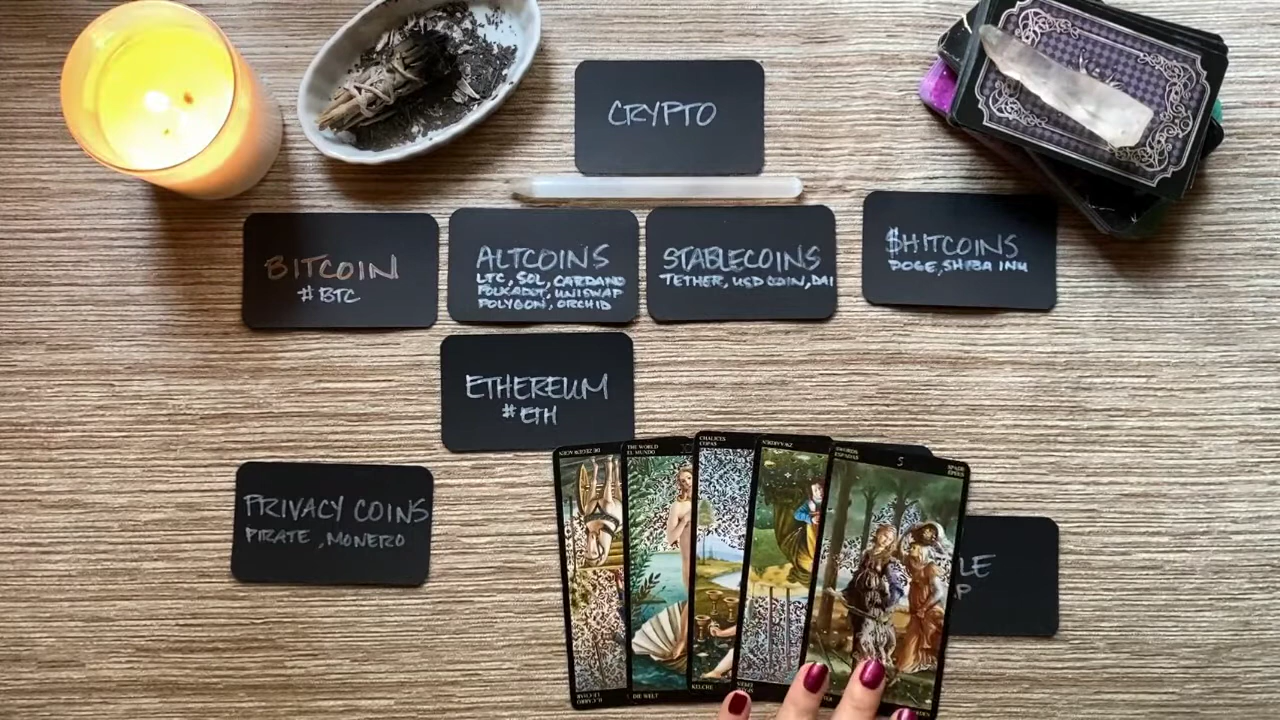 CRYPTO
BITCOIN
#BTC
ALTCOINS
LTC, SOL, CARDANO
POLKADOT, UNISWAP
POLYGON, ORCHID
STABLECOINS
TETHER, USD COIN, DAI
$HITCOINS
DOGE, SHIBA INU
ETHEREUM
#ETH
PRIVACY COINS
PIRATE, MONERO
LE
P
THE WORLD
EL MUNDO
DIE WELT
CHALICES
COPAS
KELCHE
SWORDS
ESPADAS
5
SPADE
ÉPÉES